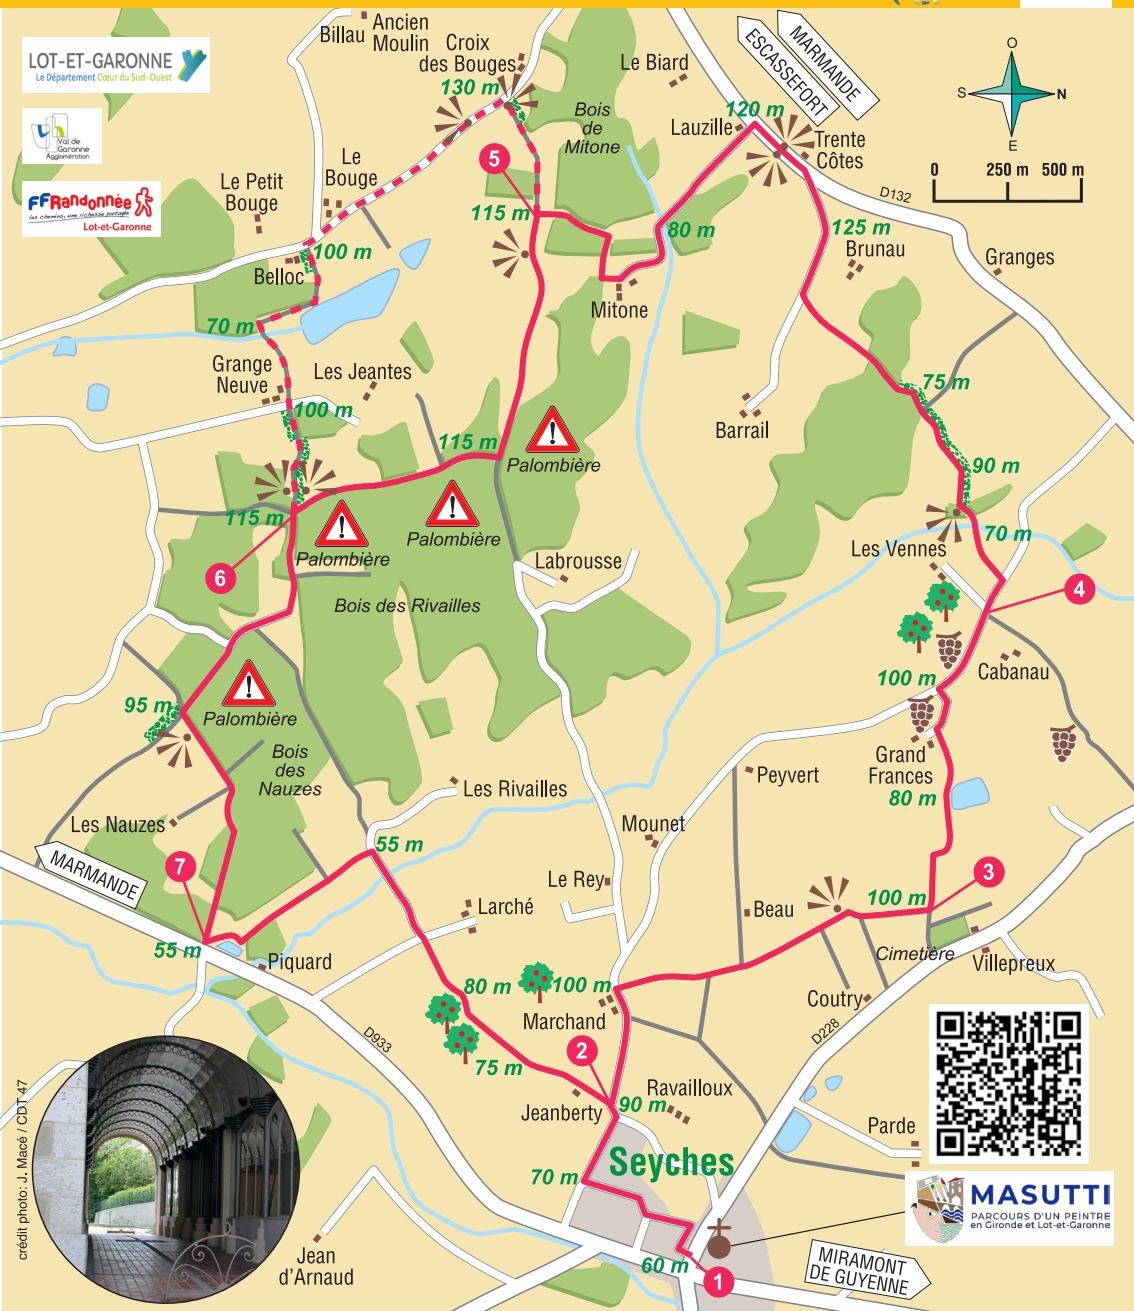 LOT-ET-GARONNE
Le Département Cœur du Sud-Ouest
Val de
Garonne
Agglomération
FFRandonnée
les chemins, une richesse partagée
Lot-et-Garonne
Billau
Ancien
Moulin
Croix
des Bouges
130 m
Le Biard
ESCASSEFORT
MARMANDE
O
S
N
E
0 250 m 500 m
Bois
de
Mitone
120 m
Lauzille
Trente
Côtes
D132
Le
Bouge
Le Petit
Bouge
5
115 m
80 m
125 m
Brunau
Granges
100 m
Belloc
Mitone
70 m
Grange
Neuve
Les Jeantes
75 m
100 m
Barrail
115 m
Palombière
90 m
115 m
Palombière
Palombière
70 m
Les Vennes
6
Labrousse
4
Bois des Rivailles
Cabanau
100 m
95 m
Palombière
Bois
des
Nauzes
Grand
Frances
80 m
Peyvert
Les Rivailles
Les Nauzes
Mounet
55 m
MARMANDE
7
Le Rey
3
100 m
Larché
Beau
55 m
Cimetière
Villepreux
Piquard
80 m
100 m
Coutry
Marchand
D933
D228
2
75 m
Ravailloux
Jeanberty
90 m
Parde
Seyches
70 m
MASUTTI
PARCOURS D'UN PEINTRE
en Gironde et Lot-et-Garonne
60 m
1
MIRAMONT
DE GUYENNE
Jean
d'Arnaud
crédit photo: J. Macé / CDT 47